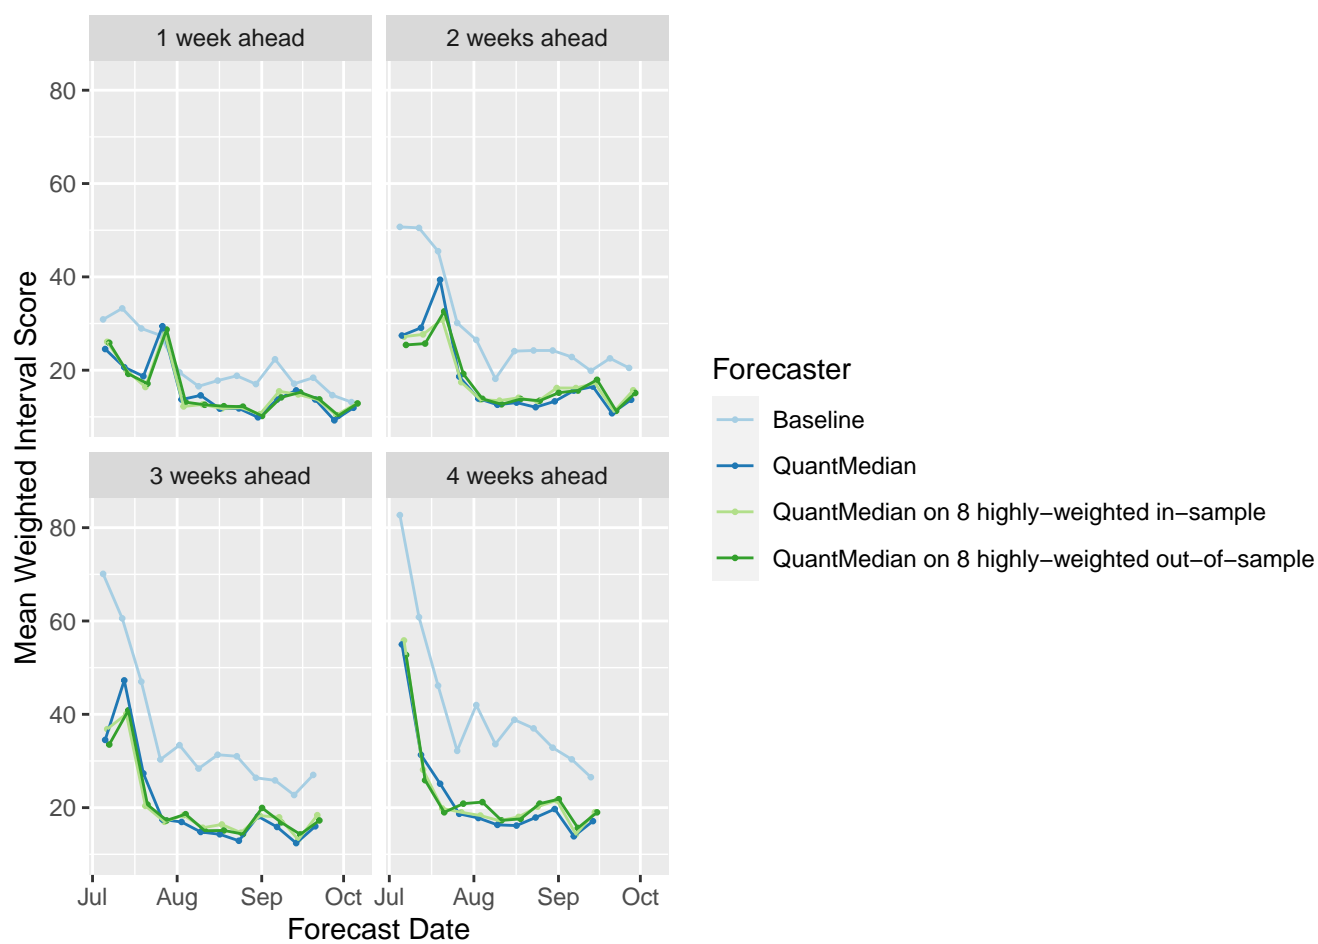 1 week ahead
2 weeks ahead
80
60
40
20
3 weeks ahead
4 weeks ahead
80
60
40
20
Jul Aug Sep Oct Jul Aug Sep Oct
Forecast Date
Mean Weighted Interval Score
Forecaster
Baseline
QuantMedian
QuantMedian on 8 highly−weighted in−sample
QuantMedian on 8 highly−weighted out−of−sample